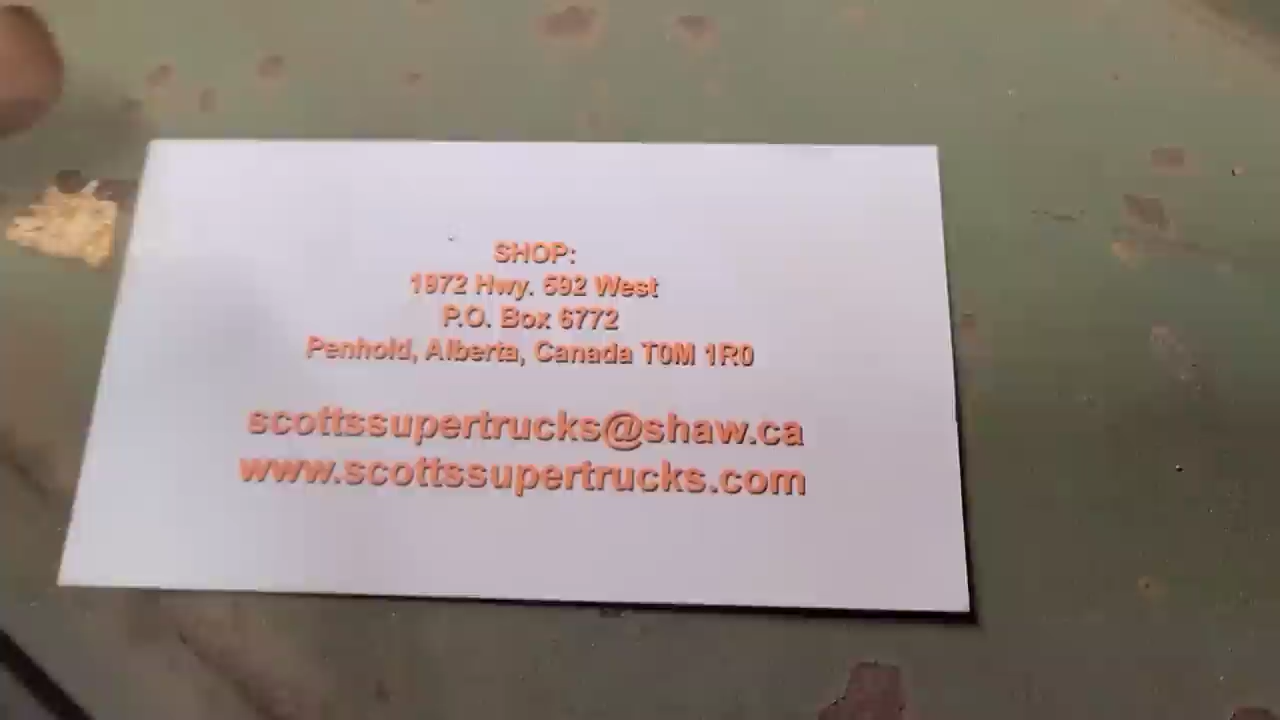 SHOP:
1972 Hwy. 592 West
P.O. Box 6772
Penhold, Alberta, Canada T0M 1R0
scottssupertrucks@shaw.ca
www.scottssupertrucks.com